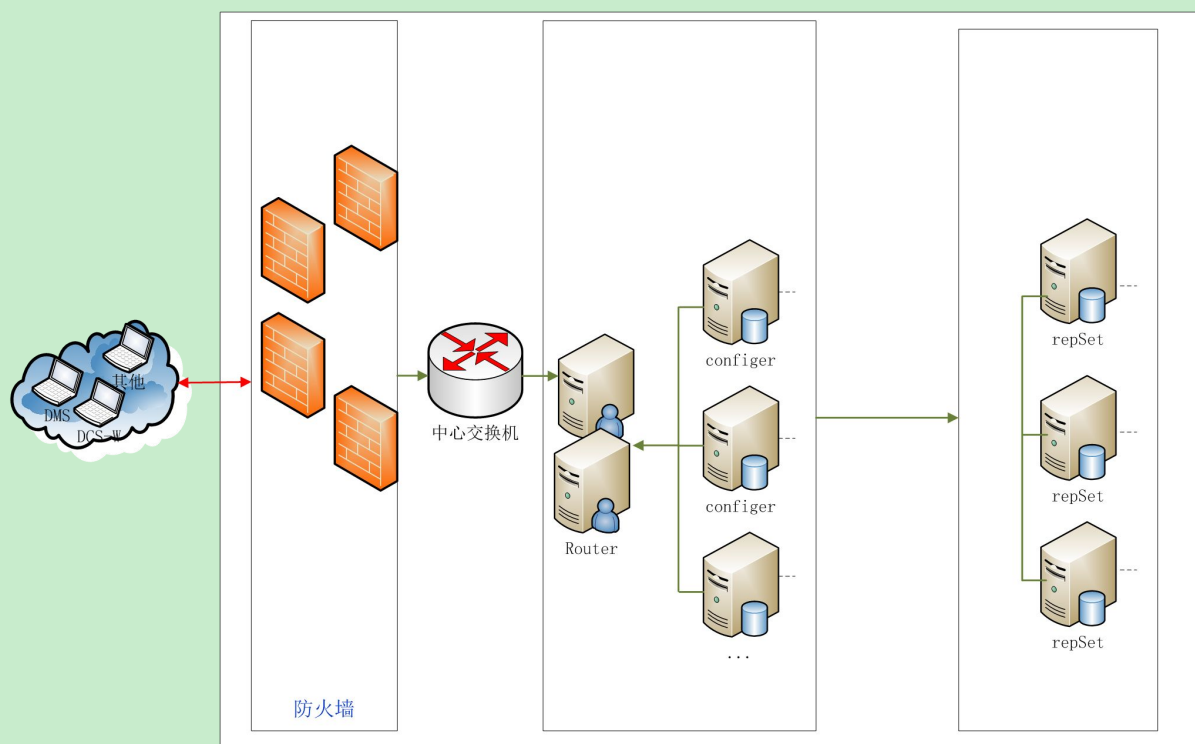 其他
DMS
DCS-W
防火墙
中心交换机
Router
configer
configer
...
repSet
repSet
repSet